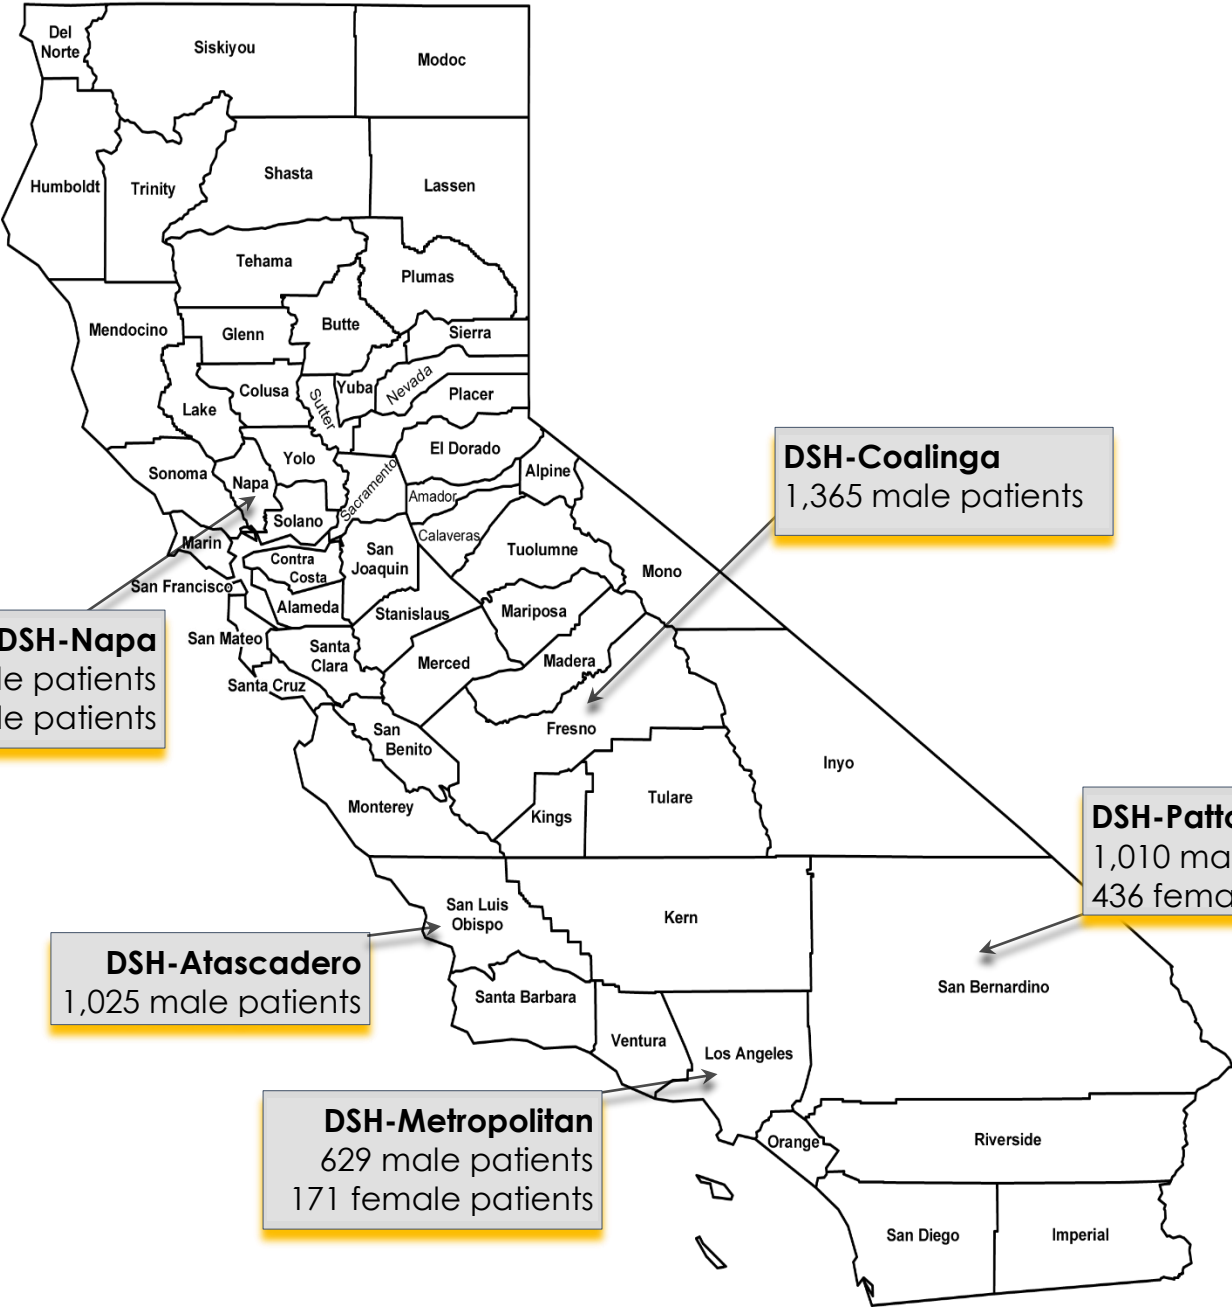 Del
Norte
Siskiyou
Modoc
Humboldt
Trinity
Shasta
Lassen
Tehama
Plumas
Mendocino
Glenn
Butte
Sierra
Lake
Colusa
Sutter
Yuba
Nevada
Placer
Sonoma
Napa
Yolo
Sacramento
El Dorado
Alpine
Amador
Solano
Calaveras
Marin
Contra
Costa
San
Joaquin
Tuolumne
Mono
San Francisco
Alameda
Stanislaus
Mariposa
San Mateo
Santa
Clara
Merced
Madera
Santa Cruz
San
Benito
Fresno
Inyo
Monterey
Kings
Tulare
San Luis
Obispo
Kern
Santa Barbara
Ventura
Los Angeles
San Bernardino
Orange
Riverside
San Diego
Imperial
DSH-Coalinga
1,365 male patients
DSH-Napa
patients
patients
DSH-Atascadero
1,025 male patients
DSH-Metropolitan
629 male patients
171 female patients
1,010
436